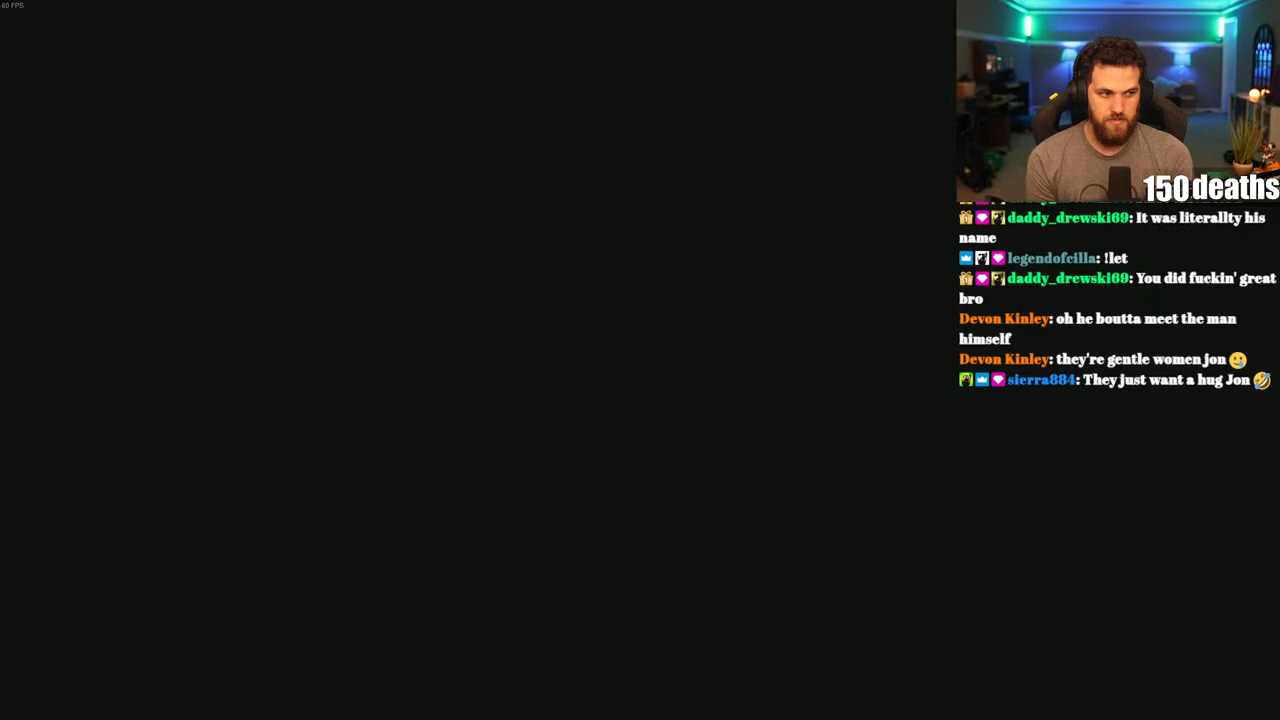 60 FPS
150 deaths
daddy_drewski69: It was literallty his
name
legendofcilla: !let
daddy_drewski69: You did fuckin' great
bro
Devon Kinley: oh he boutta meet the man
himself
Devon Kinley: they're gentle women jon 🥲
sierra884: They just want a hug Jon 🤣